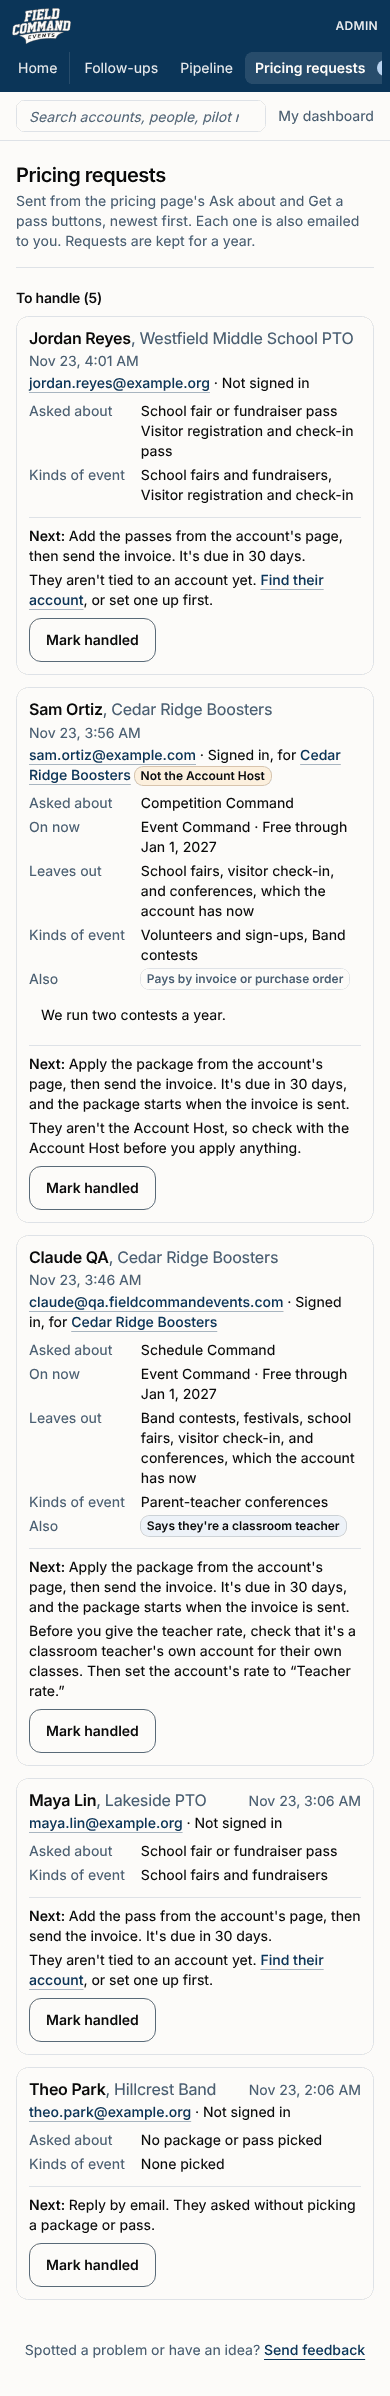 FIELD
COMMAND
EVENTS
ADMIN
Home Follow-ups Pipeline Pricing requests
Search accounts, people, pilot My dashboard
Pricing requests
Sent from the pricing page's Ask about and Get a
pass buttons, newest first. Each one is also emailed
to you. Requests are kept for a year.
To handle (5)
Jordan Reyes, Westfield Middle School PTO
Nov 23, 4:01 AM
jordan.reyes@example.org · Not signed in
Asked about School fair or fundraiser pass
Visitor registration and check-in
pass
Kinds of event School fairs and fundraisers,
Visitor registration and check-in
Next: Add the passes from the account's page,
then send the invoice. It's due in 30 days.
They aren't tied to an account yet. Find their
account, or set one up first.
Mark handled
Sam Ortiz, Cedar Ridge Boosters
Nov 23, 3:56 AM
sam.ortiz@example.com · Signed in, for Cedar
Ridge Boosters Not the Account Host
Asked about Competition Command
On now Event Command · Free through
Jan 1, 2027
Leaves out School fairs, visitor check-in,
and conferences, which the
account has now
Kinds of event Volunteers and sign-ups, Band
contests
Also Pays by invoice or purchase order
We run two contests a year.
Next: Apply the package from the account's
page, then send the invoice. It's due in 30 days,
and the package starts when the invoice is sent.
They aren't the Account Host, so check with the
Account Host before you apply anything.
Mark handled
Claude QA, Cedar Ridge Boosters
Nov 23, 3:46 AM
claude@qa.fieldcommandevents.com · Signed
in, for Cedar Ridge Boosters
Asked about Schedule Command
On now Event Command · Free through
Jan 1, 2027
Leaves out Band contests, festivals, school
fairs, visitor check-in, and
conferences, which the account
has now
Kinds of event Parent-teacher conferences
Also Says they're a classroom teacher
Next: Apply the package from the account's
page, then send the invoice. It's due in 30 days,
and the package starts when the invoice is sent.
Before you give the teacher rate, check that it's a
classroom teacher's own account for their own
classes. Then set the account's rate to “Teacher
rate.”
Mark handled
Maya Lin, Lakeside PTO Nov 23, 3:06 AM
maya.lin@example.org · Not signed in
Asked about School fair or fundraiser pass
Kinds of event School fairs and fundraisers
Next: Add the pass from the account's page, then
send the invoice. It's due in 30 days.
They aren't tied to an account yet. Find their
account, or set one up first.
Mark handled
Theo Park, Hillcrest Band Nov 23, 2:06 AM
theo.park@example.org · Not signed in
Asked about No package or pass picked
Kinds of event None picked
Next: Reply by email. They asked without picking
a package or pass.
Mark handled
Spotted a problem or have an idea? Send feedback